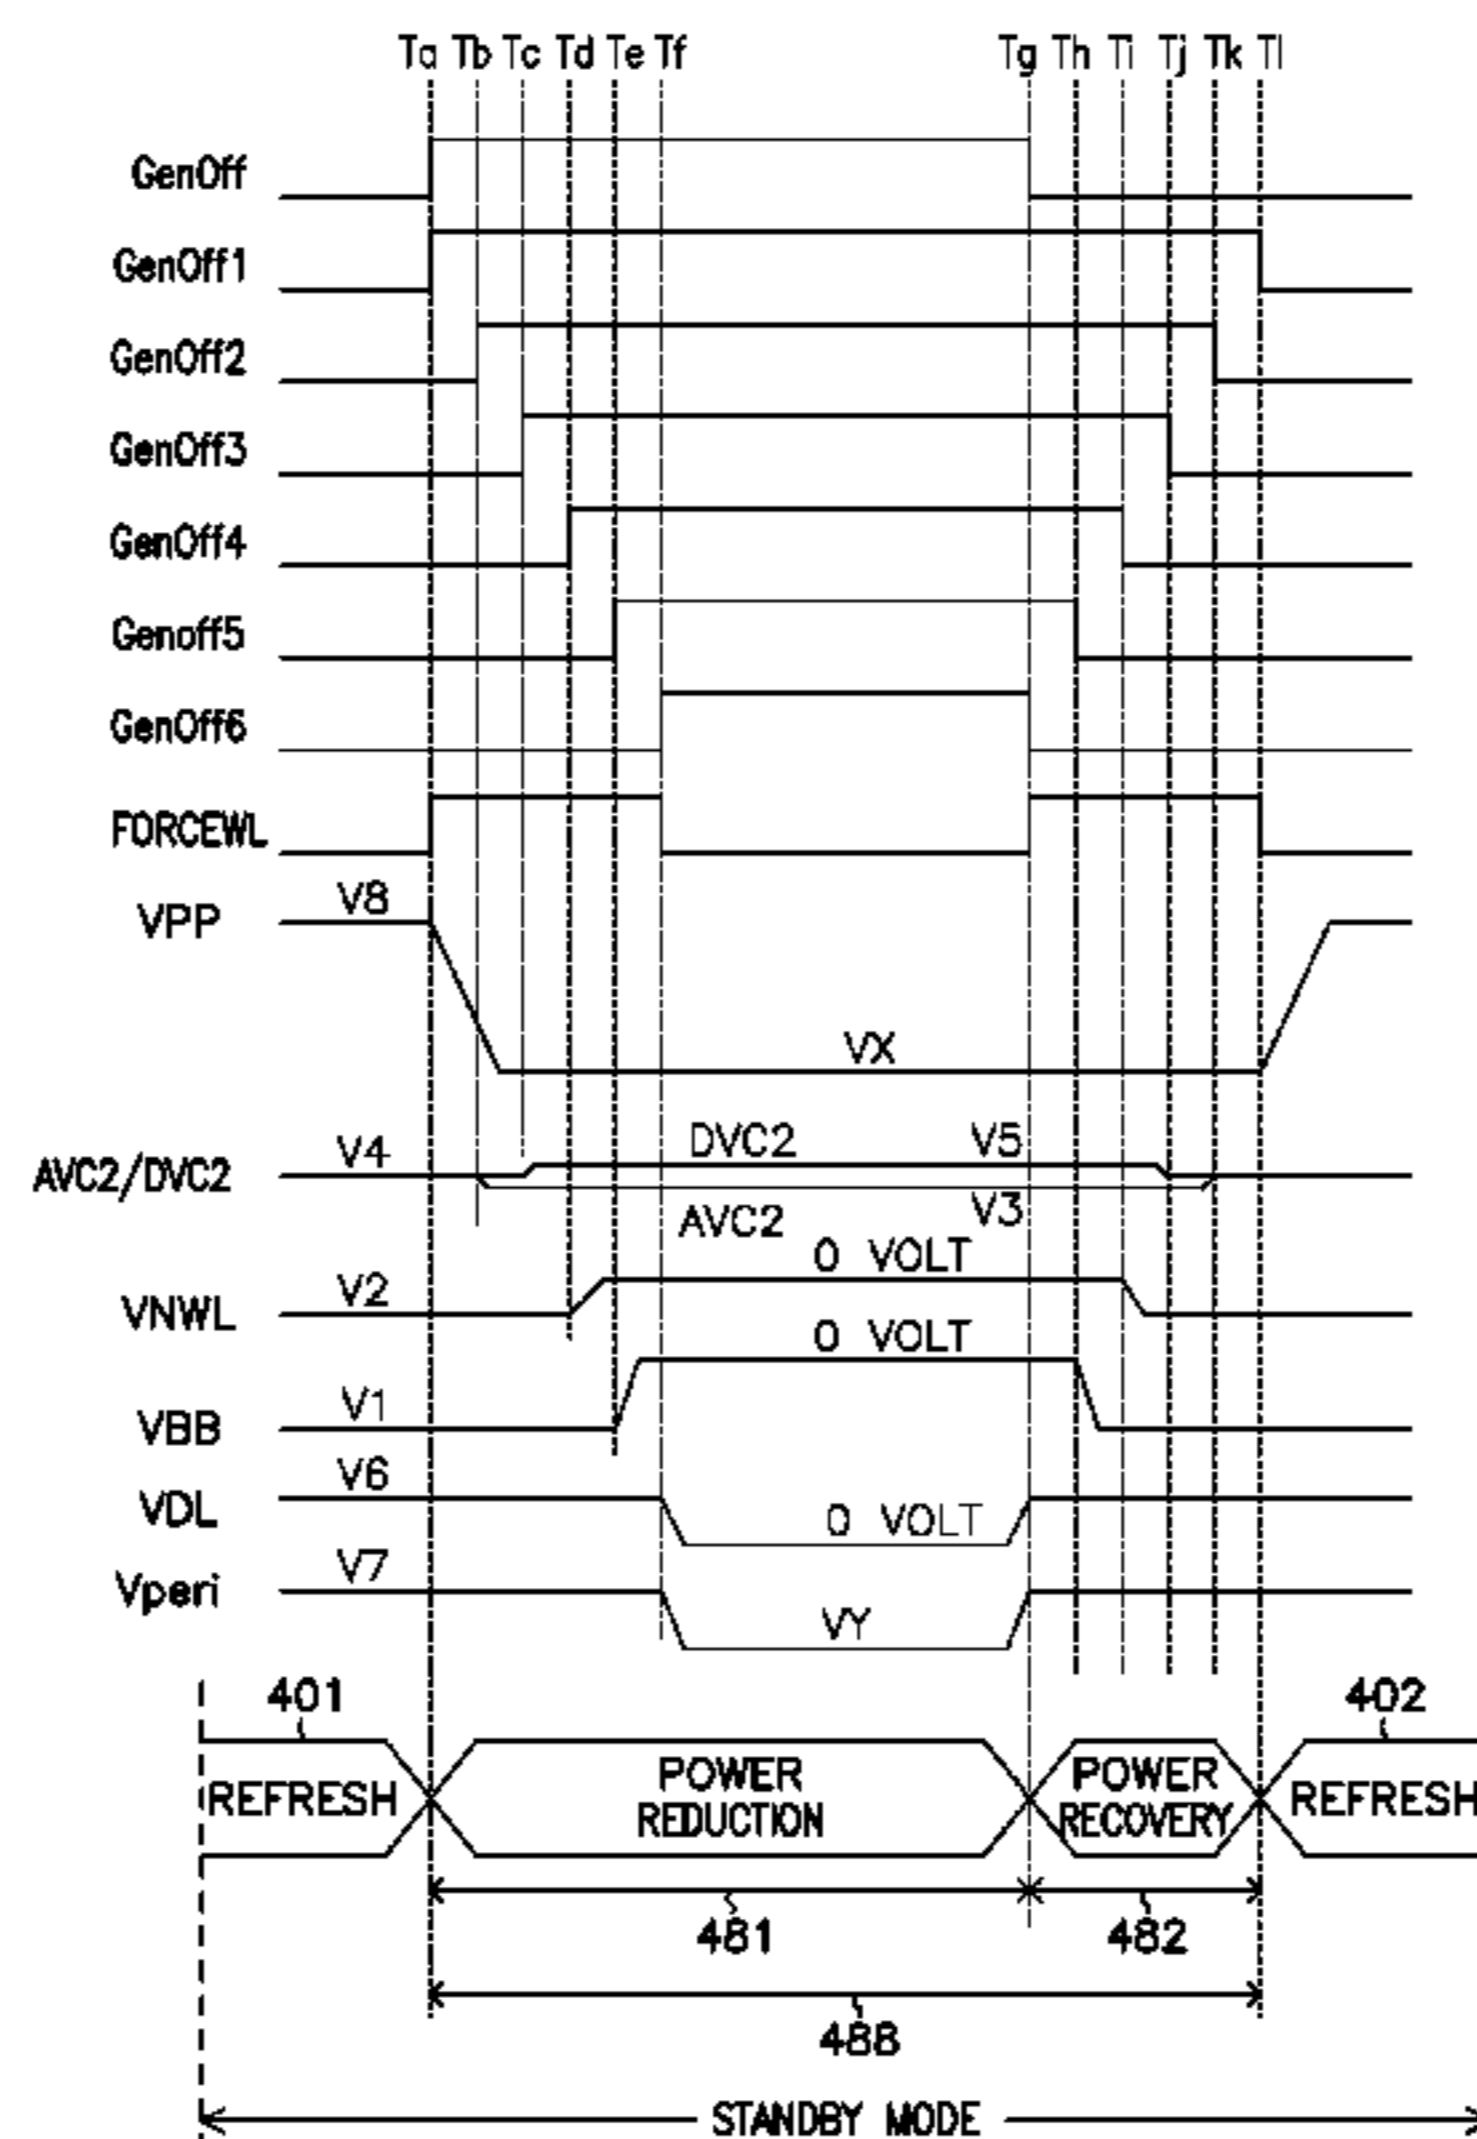 Ta Tb Tc Td Te Tf Tg Th Ti Tj Tk Tl
GenOff
GenOff1
GenOff2
GenOff3
GenOff4
Genoff5
GenOff6
FORCEWL
VPP V8
VX
AVC2/DVC2 V4 DVC2 V5
AVC2 V3
0 VOLT
VNWL V2
0 VOLT
VBB V1
VDL V6 0 VOLT
Vperi V7
VY
401 402
REFRESH POWER REDUCTION POWER RECOVERY REFRESH
481 482
488
STANDBY MODE